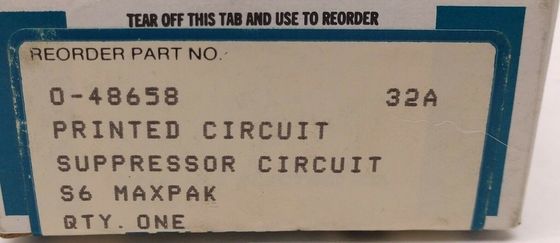 TEAR OFF THIS TAB AND USE TO REORDER
REORDER PART NO.
0-48658 32A
PRINTED CIRCUIT
SUPPRESSOR CIRCUIT
S6 MAXPAK
QTY. ONE